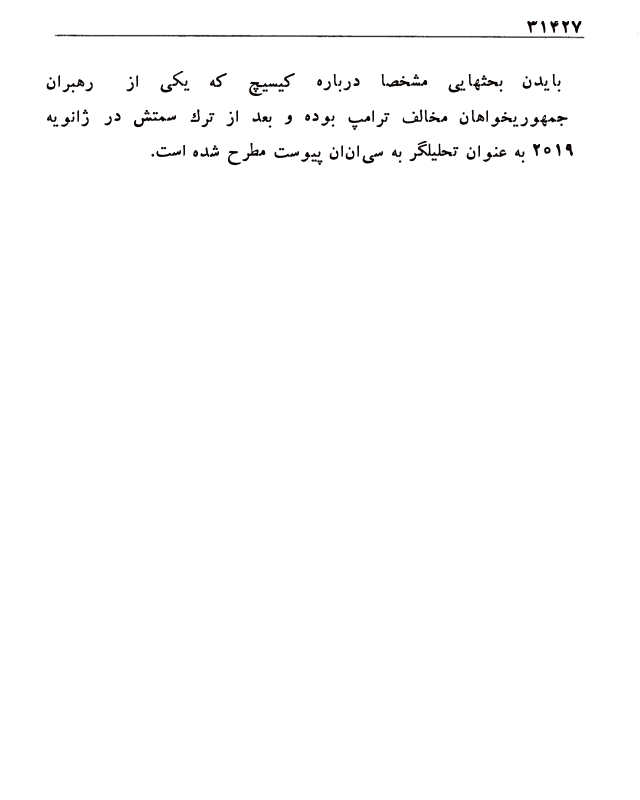 ۳۱۴۲۷
بایدن بحثهایی مشخصا درباره کیسیچ که یکی از رهبران
جمهوریخواهان مخالف ترامپ بوده و بعد از ترك سمتش در ژانویه
۲۰۱۹ به عنوان تحلیلگر به سی‌ان‌ان پیوست مطرح شده است.